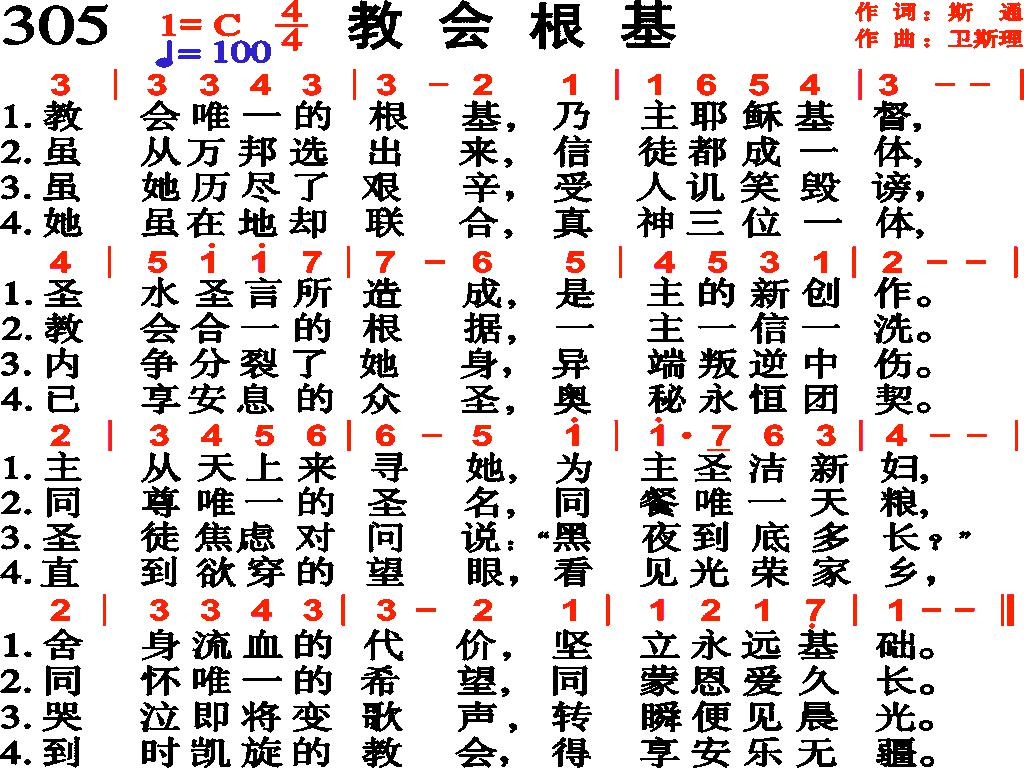 305 1= C 4/4 教会根基 作 词：斯 通
♩= 100 作 曲：卫斯理
3 | 3 3 4 3 | 3 － 2 1 | 1 6 5 4 | 3 － － |
1. 教 会唯一的 根 基，乃 主耶稣基 督，
2. 虽 从万邦选 出 来，信 徒都成一 体，
3. 虽 她历尽了 艰 辛，受 人讥笑毁 谤，
4. 她 虽在地却 联 合，真 神三位一 体，
4 | 5 i i 7 | 7 － 6 5 | 4 5 3 1 | 2 － － |
1. 圣 水圣言所 造 成，是 主的新创 作。
2. 教 会合一的 根 据，一 主一信一 洗。
3. 内 争分裂了 她 身，异 端叛逆中 伤。
4. 已 享安息的 众 圣，奥 秘永恒团 契。
2 | 3 4 5 6 | 6 － 5 i | i · 7 6 3 | 4 － － |
1. 主 从天上来 寻 她，为 主圣洁新 妇，
2. 同 尊唯一的 圣 名，同 餐唯一天 粮，
3. 圣 徒焦虑对 问 说：“黑 夜到底多 长？”
4. 直 到欲穿的 望 眼，看 见光荣家 乡，
2 | 3 3 4 3 | 3 － 2 1 | 1 2 1 7̣ | 1 － － ‖
1. 舍 身流血的 代 价，坚 立永远基 础。
2. 同 怀唯一的 希 望，同 蒙恩爱久 长。
3. 哭 泣即将变 歌 声，转 瞬便见晨 光。
4. 到 时凯旋的 教 会，得 享安乐无 疆。